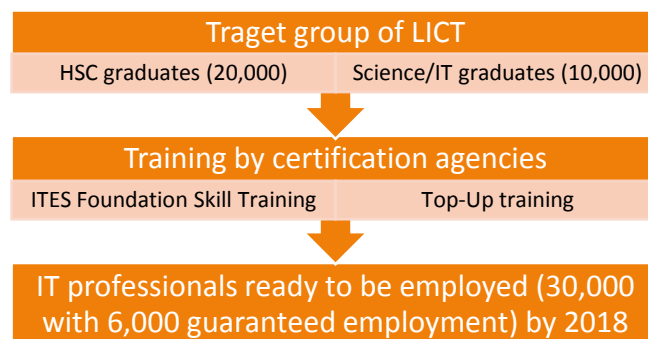 Traget group of LICT
HSC graduates (20,000)
Science/IT graduates (10,000)
Training by certification agencies
ITES Foundation Skill Training
Top-Up training
IT professionals ready to be employed (30,000
with 6,000 guaranteed employment) by 2018